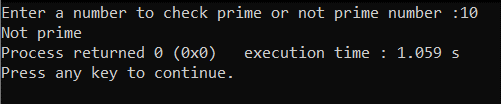 Enter a number to check prime or not prime number :10
Not prime
Process returned 0 (0x0)   execution time : 1.059 s
Press any key to continue.